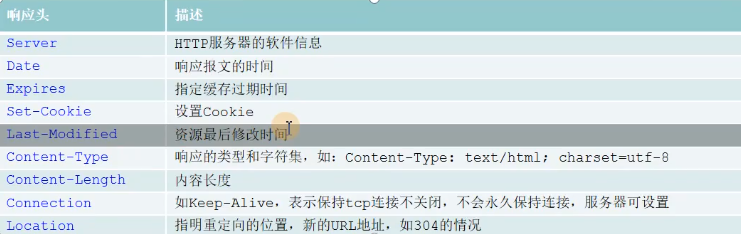 响应头 描述
Server HTTP服务器的软件信息
Date 响应报文的时间
Expires 指定缓存过期时间
Set-Cookie 设置Cookie
Last-Modified 资源最后修改时间
Content-Type 响应的类型和字符集，如：Content-Type: text/html; charset=utf-8
Content-Length 内容长度
Connection 如Keep-Alive，表示保持tcp连接不关闭，不会永久保持连接，服务器可设置
Location 指明重定向的位置，新的URL地址，如304的情况